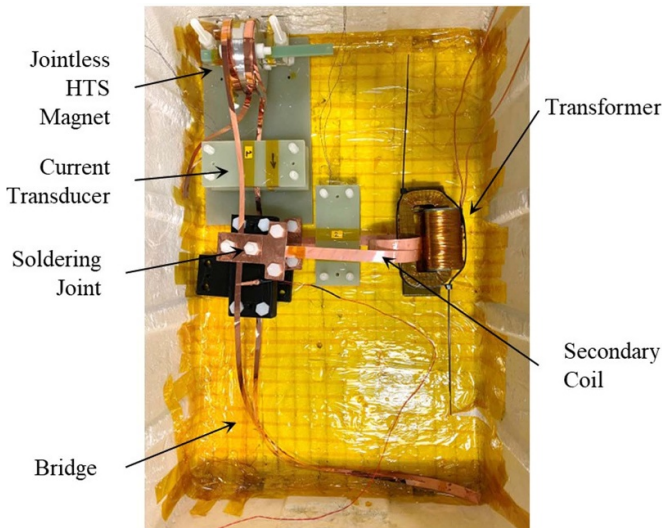 Jointless
HTS
Magnet
Current
Transducer
Soldering
Joint
Bridge
Transformer
Secondary
Coil